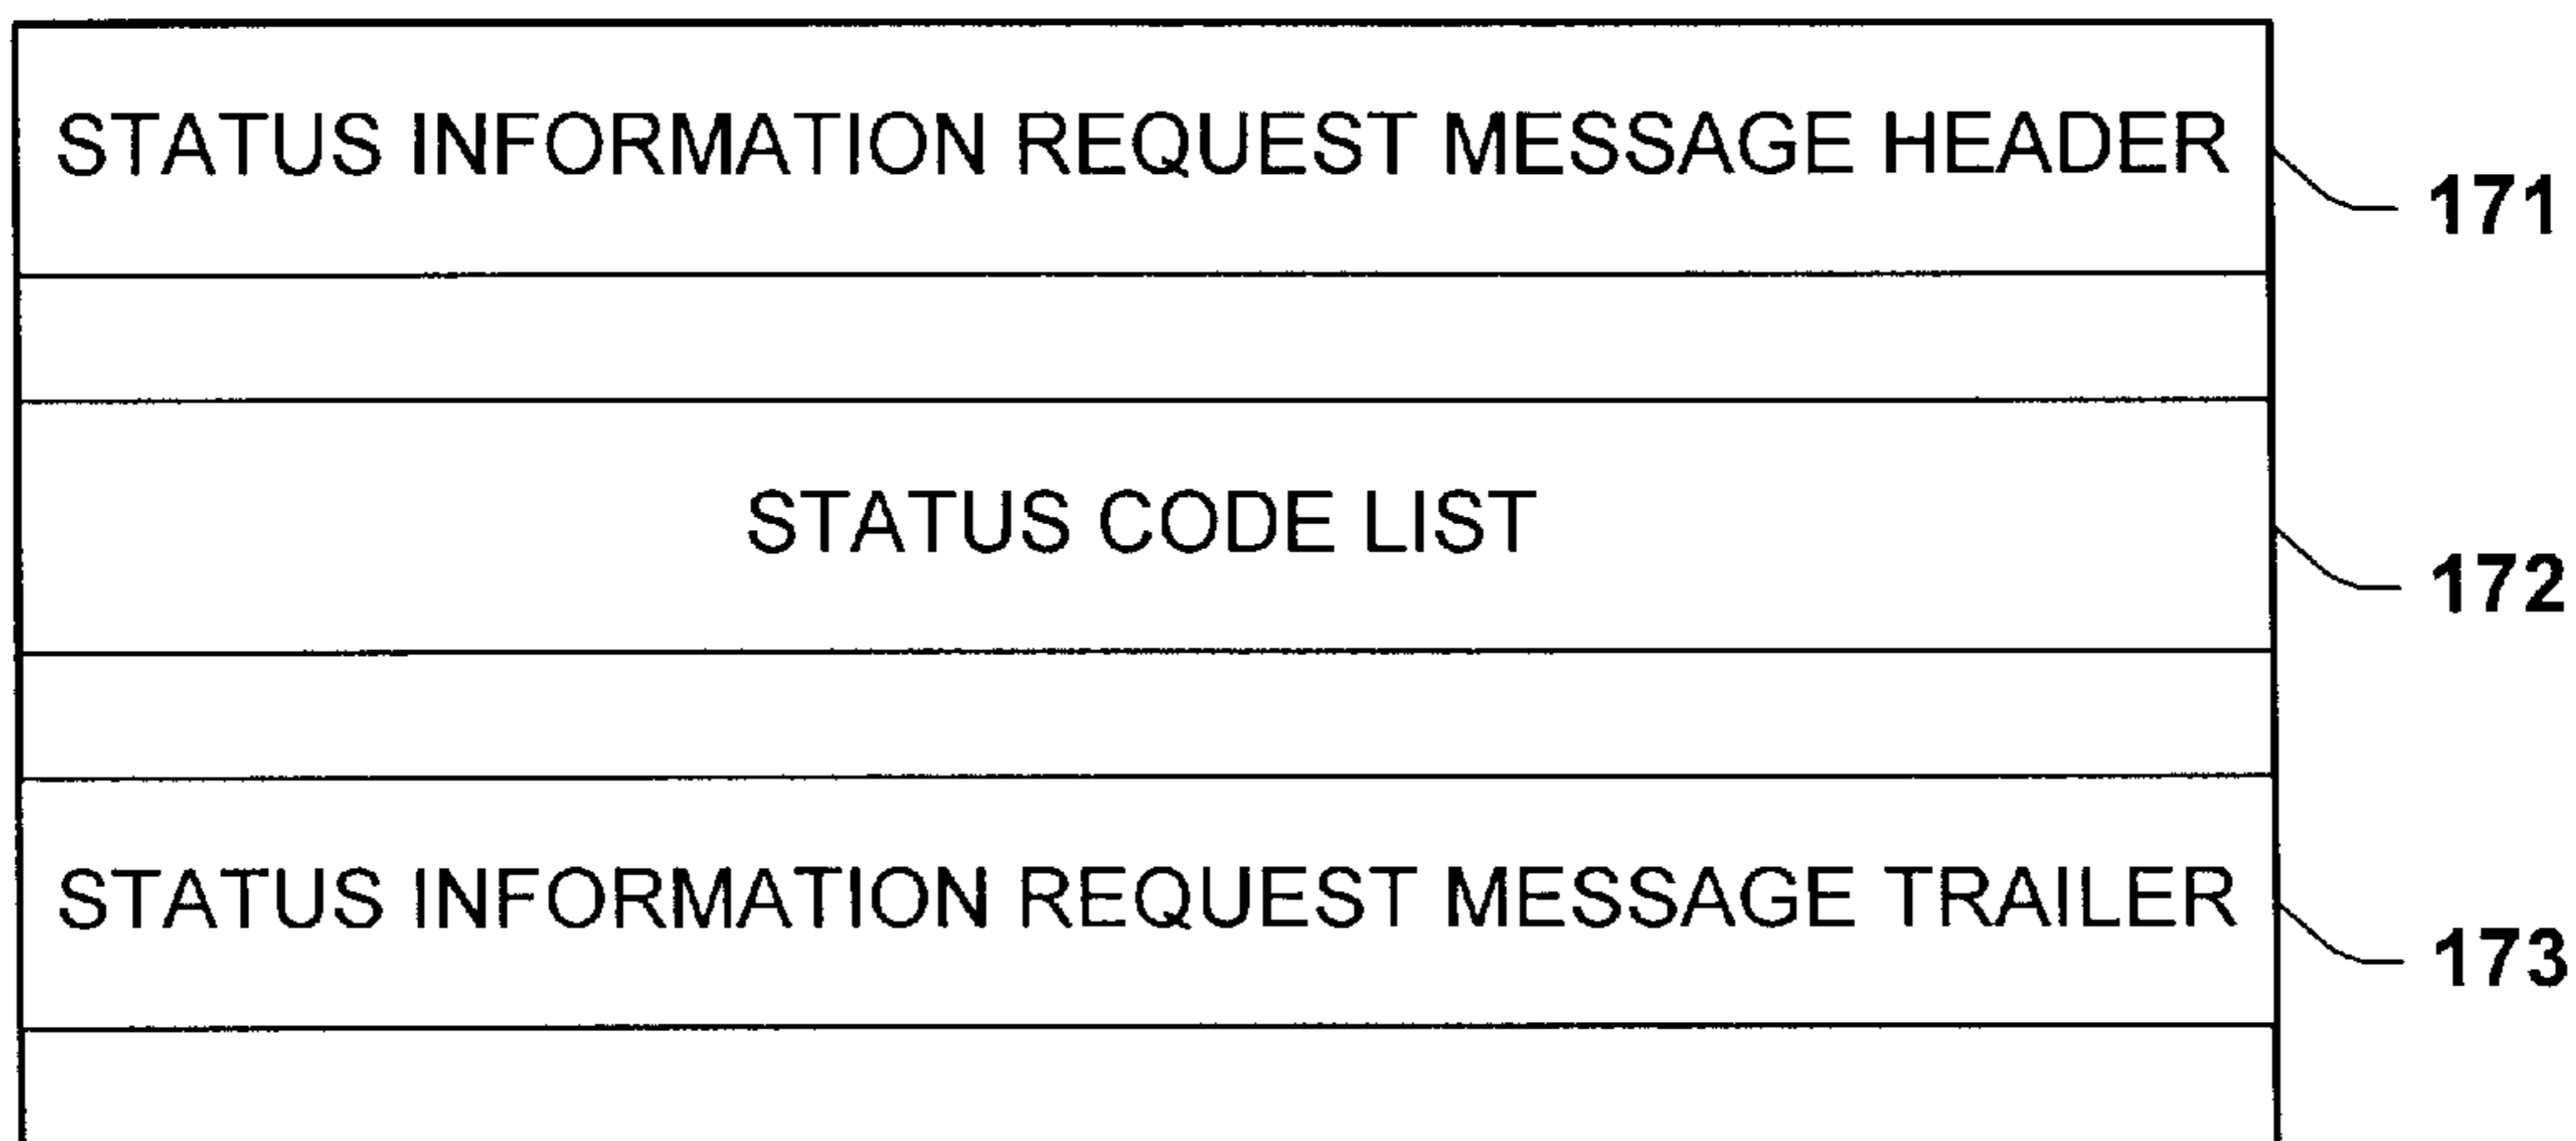 STATUS INFORMATION REQUEST MESSAGE HEADER
171
STATUS CODE LIST
172
STATUS INFORMATION REQUEST MESSAGE TRAILER
173